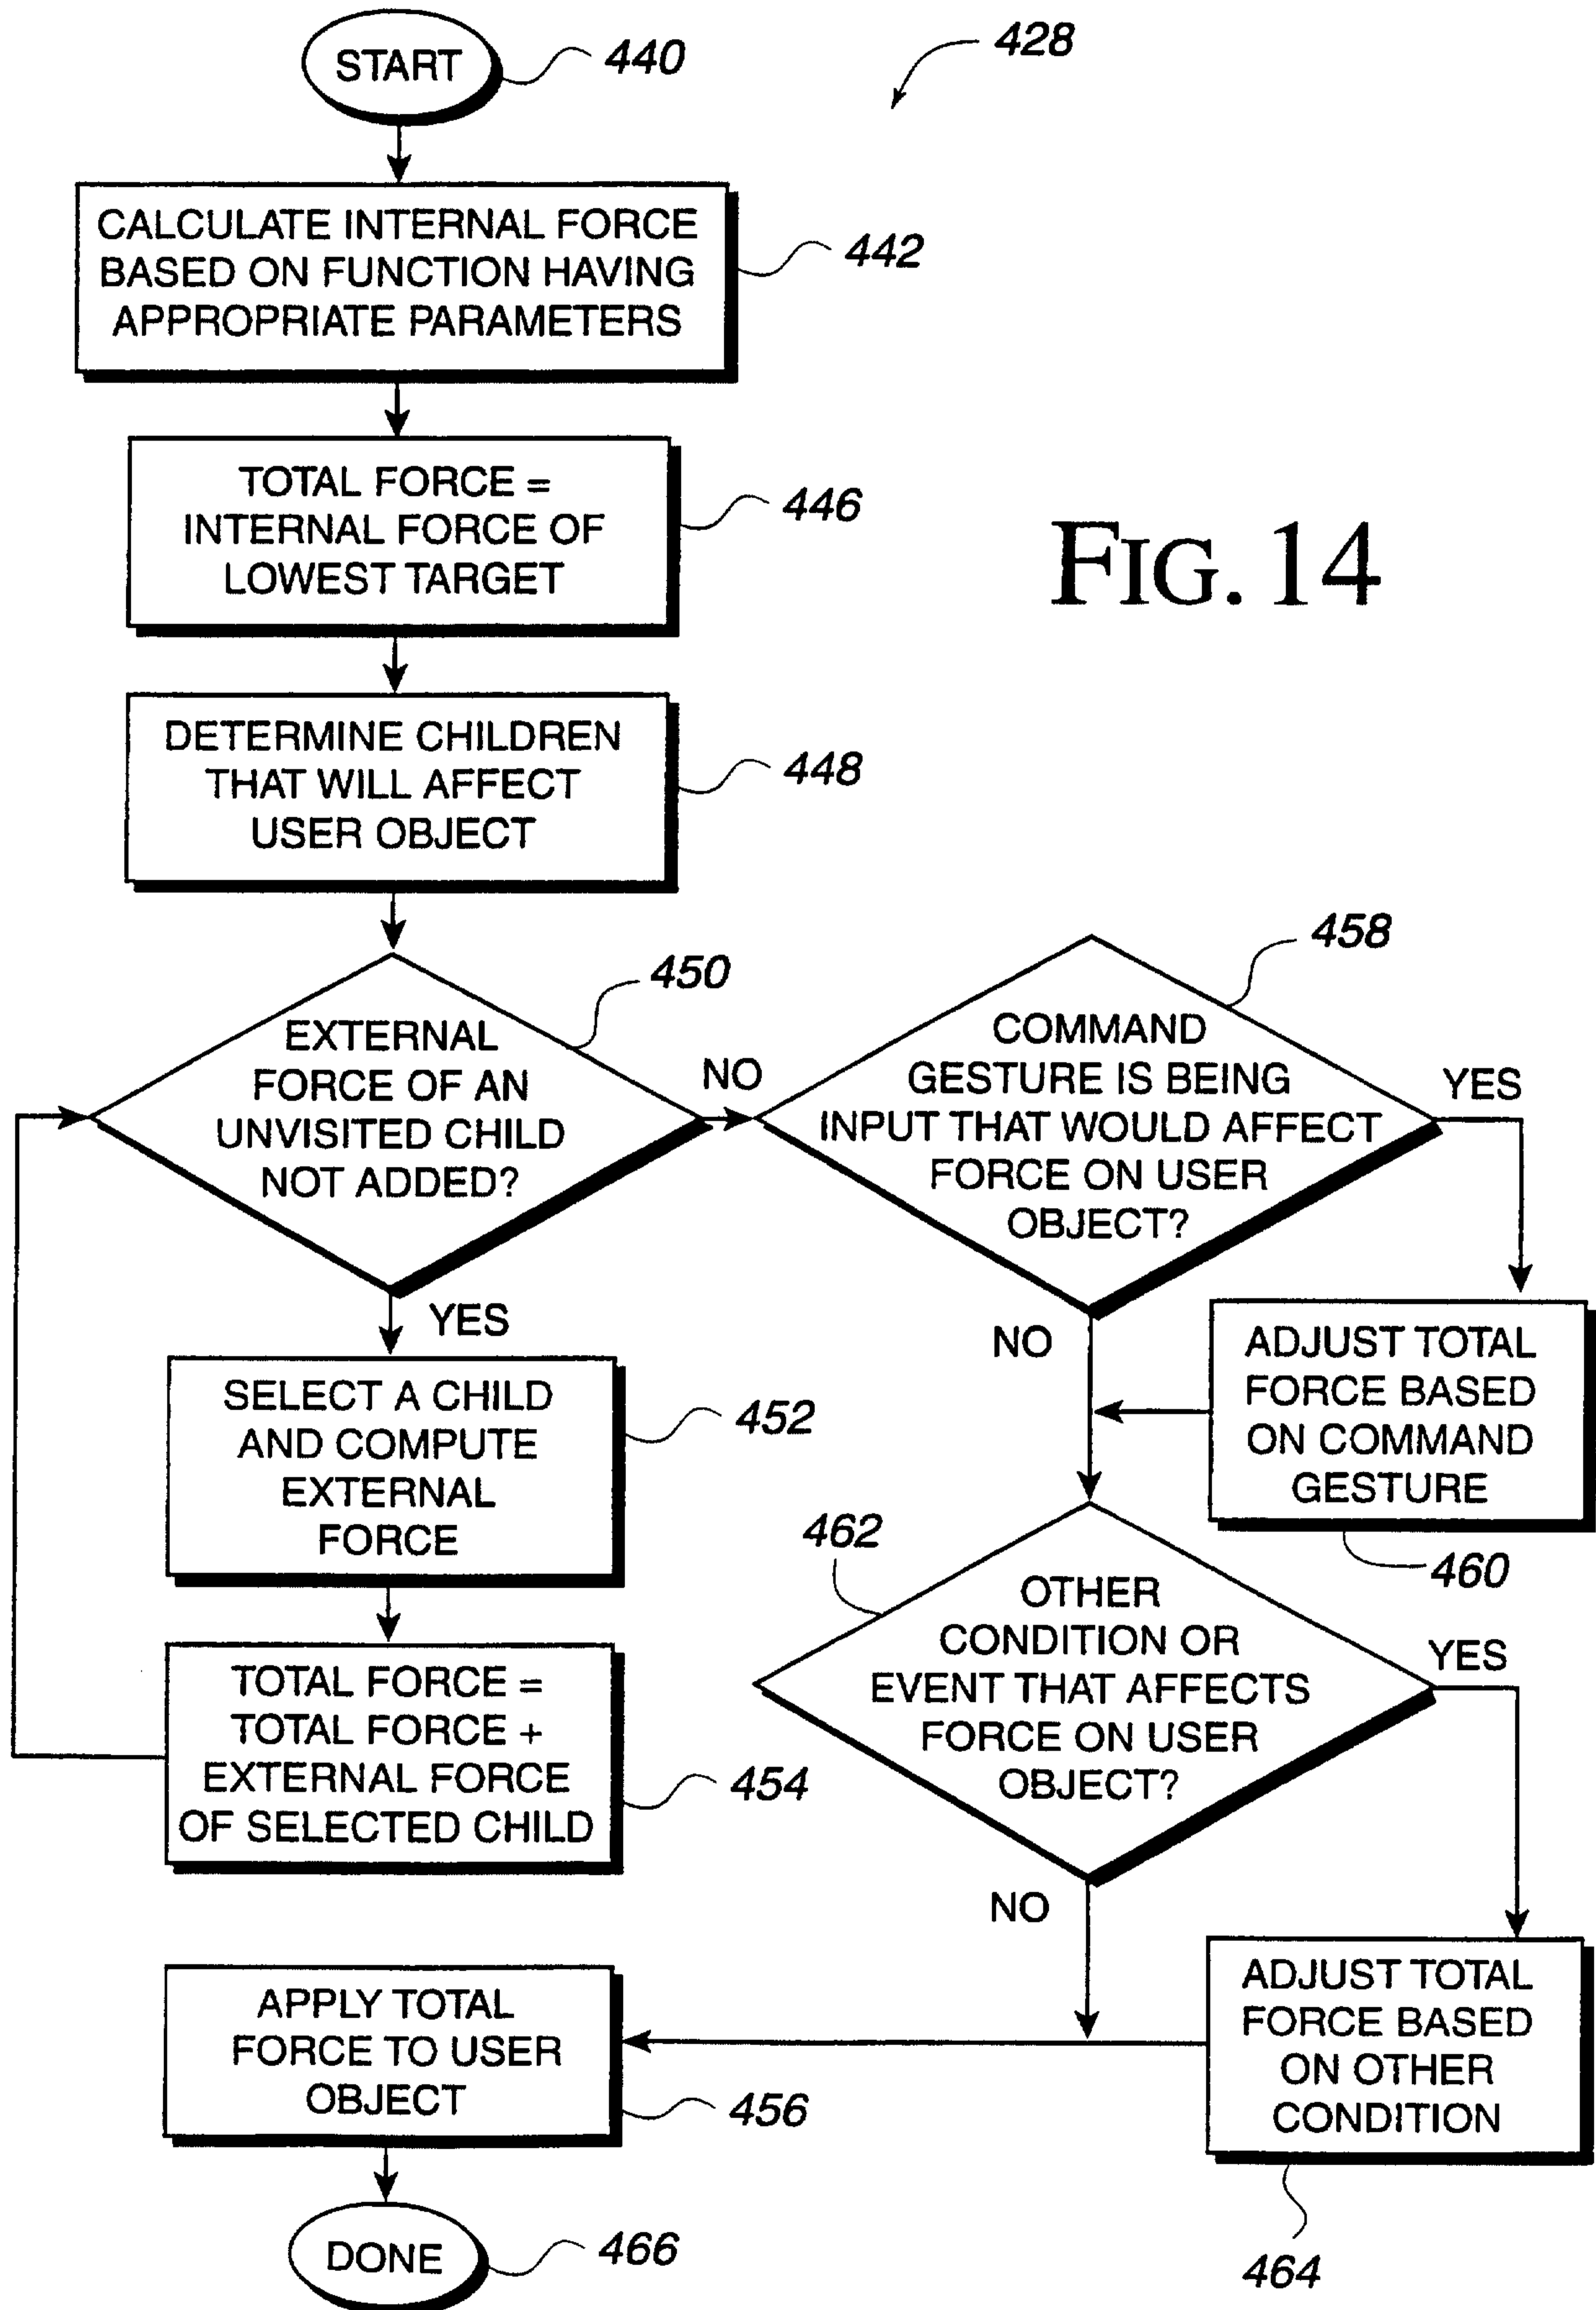 START
440
428
CALCULATE INTERNAL FORCE
BASED ON FUNCTION HAVING
APPROPRIATE PARAMETERS
442
TOTAL FORCE =
INTERNAL FORCE OF
LOWEST TARGET
446
FIG. 14
DETERMINE CHILDREN
THAT WILL AFFECT
USER OBJECT
448
EXTERNAL
FORCE OF AN
UNVISITED CHILD
NOT ADDED?
450
NO
YES
COMMAND
GESTURE IS BEING
INPUT THAT WOULD AFFECT
FORCE ON USER
OBJECT?
458
YES
NO
SELECT A CHILD
AND COMPUTE
EXTERNAL
FORCE
452
ADJUST TOTAL
FORCE BASED
ON COMMAND
GESTURE
460
TOTAL FORCE =
TOTAL FORCE +
EXTERNAL FORCE
OF SELECTED CHILD
454
462
OTHER
CONDITION OR
EVENT THAT AFFECTS
FORCE ON USER
OBJECT?
YES
NO
APPLY TOTAL
FORCE TO USER
OBJECT
456
ADJUST TOTAL
FORCE BASED
ON OTHER
CONDITION
464
DONE
466